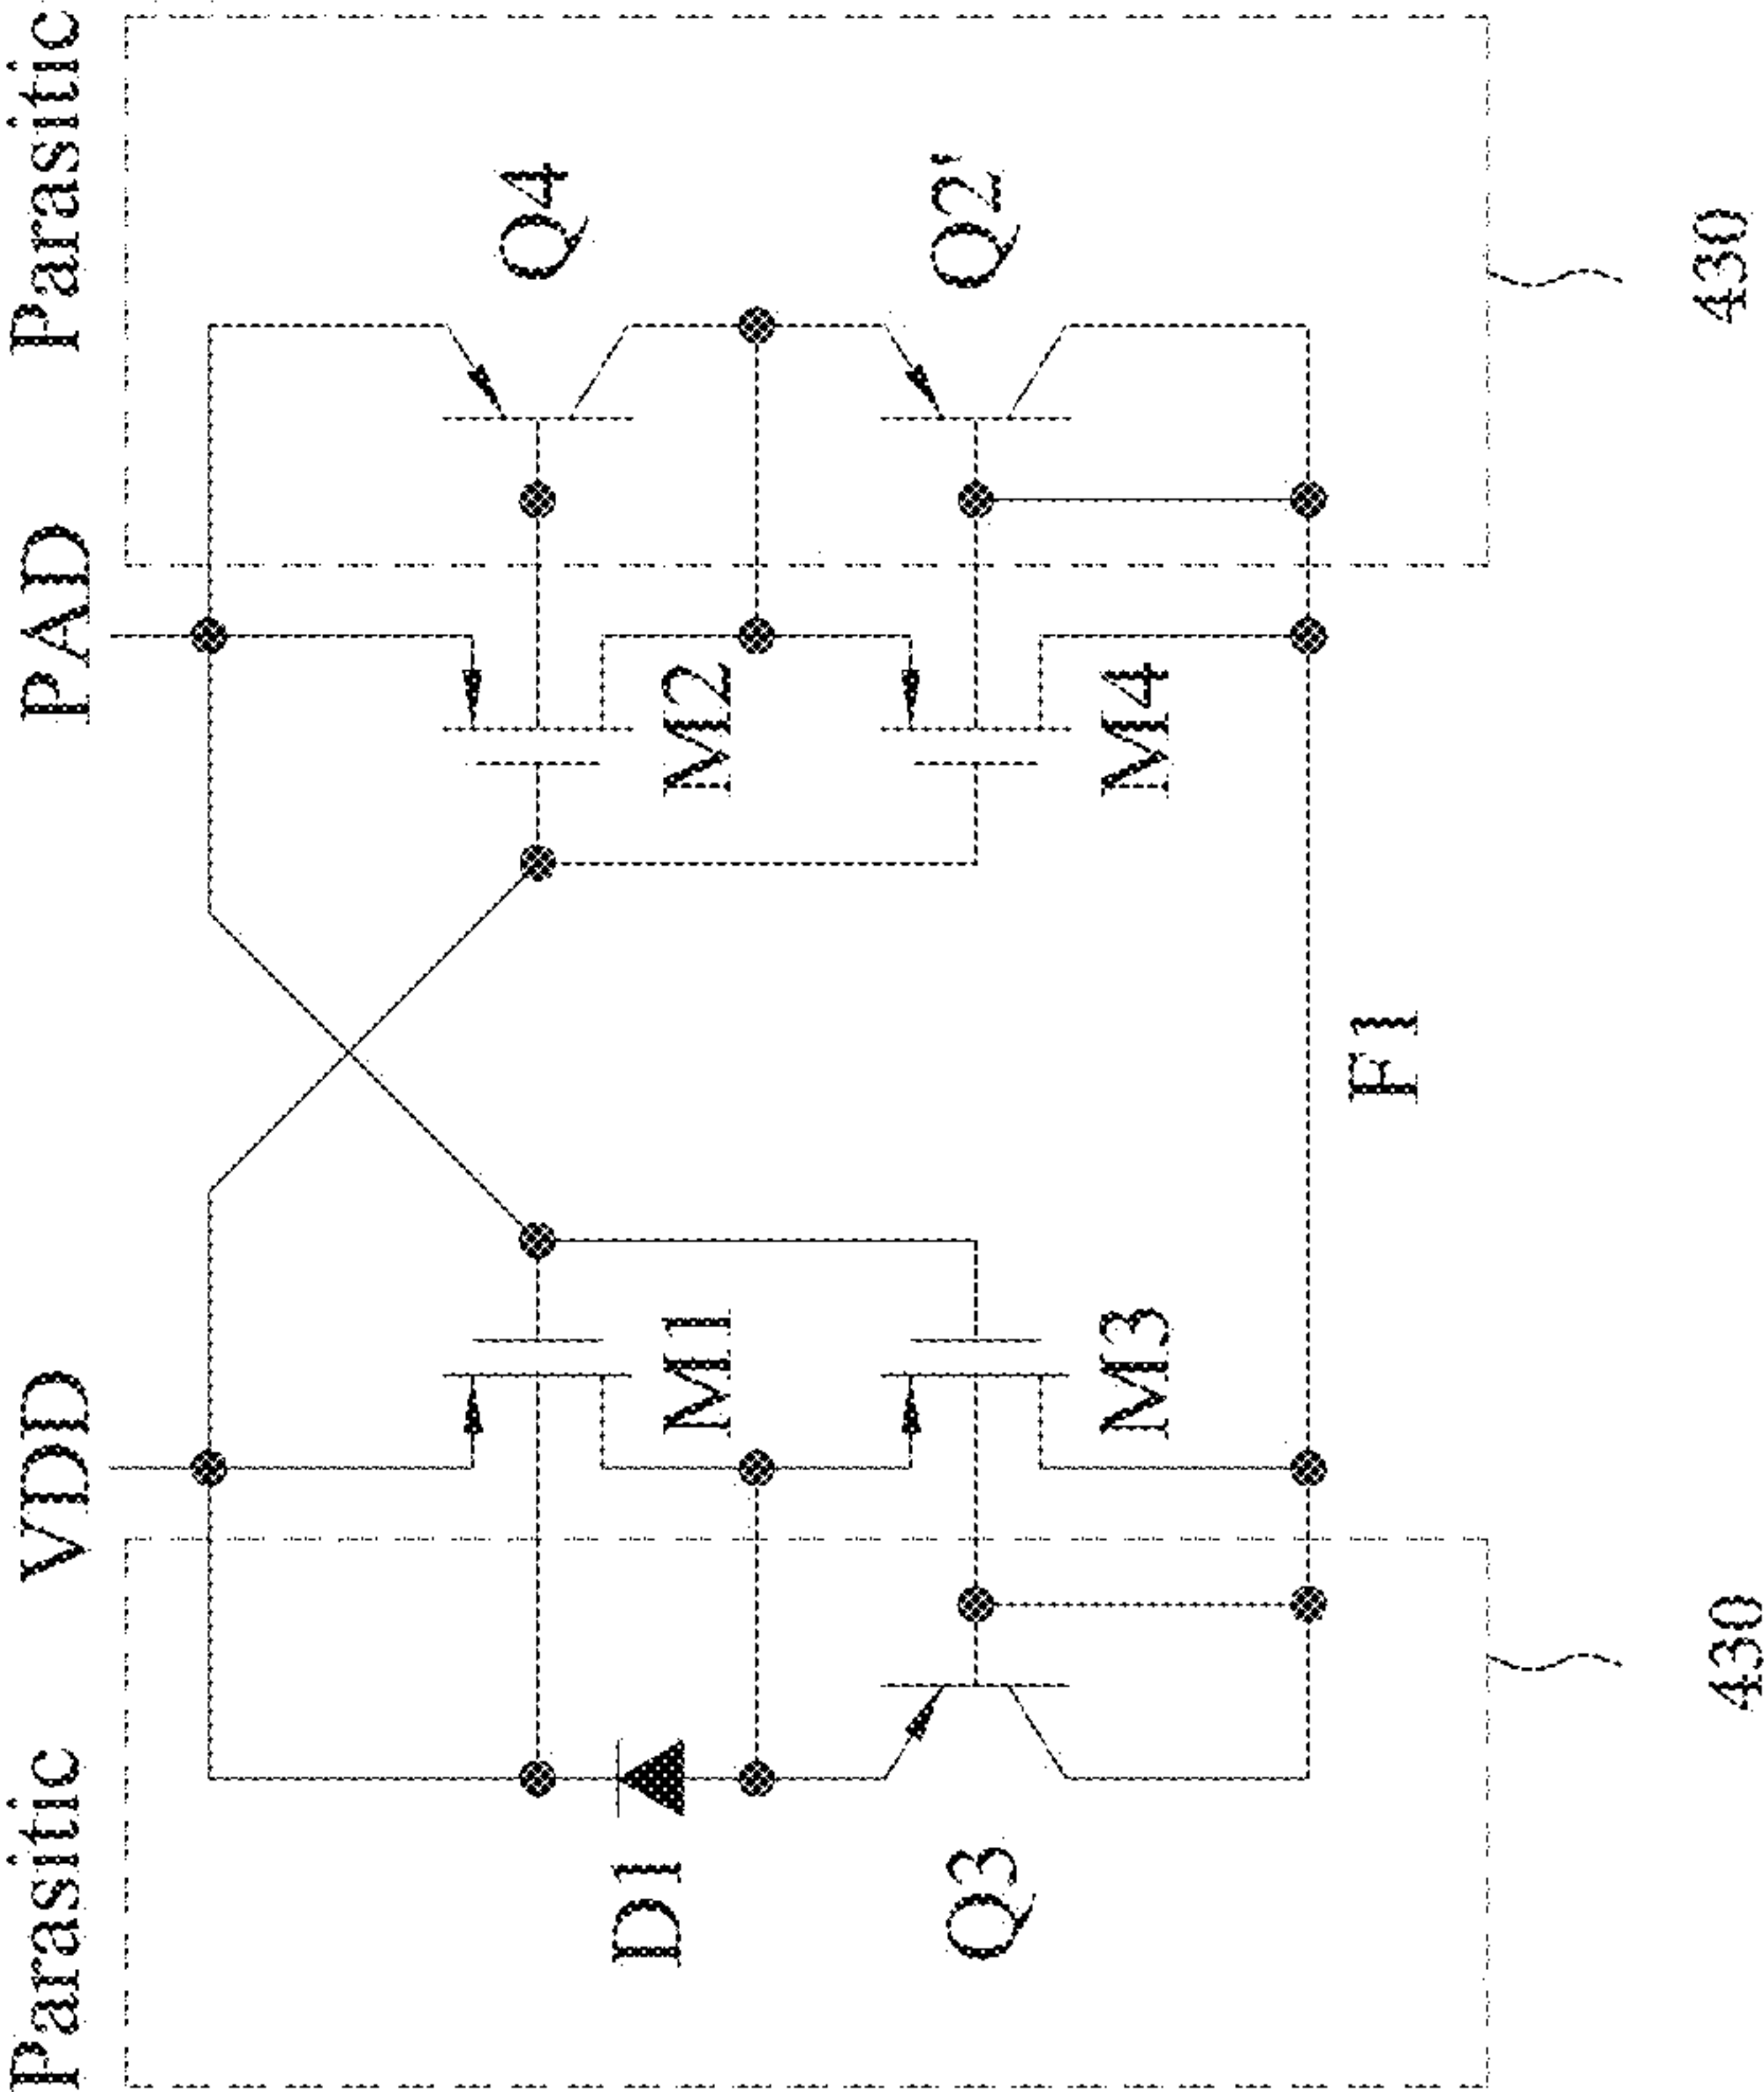 Parasitic
VDD
PAD
Parasitic
D1
M1
M2
Q4
Q3
M3
M4
Q2'
F1
430
430